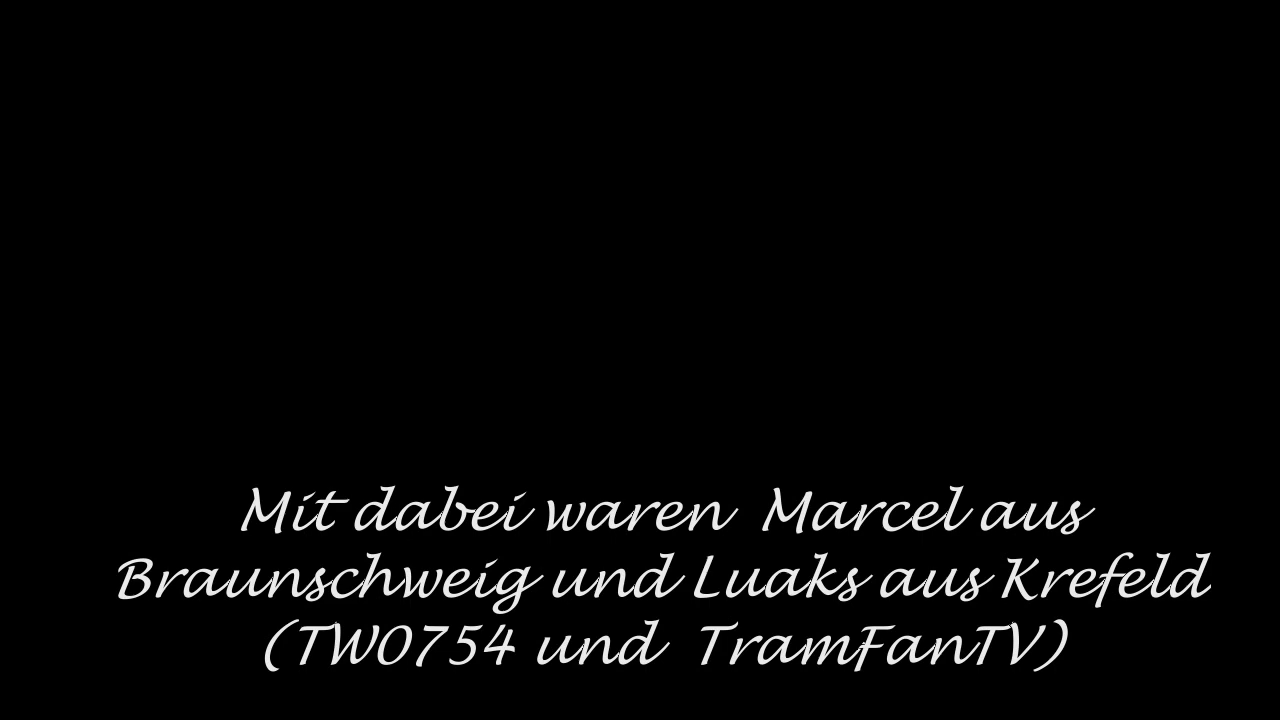 Mit dabei waren Marcel aus
Braunschweig und Luaks aus Krefeld
(TW0754 und TramFanTV)